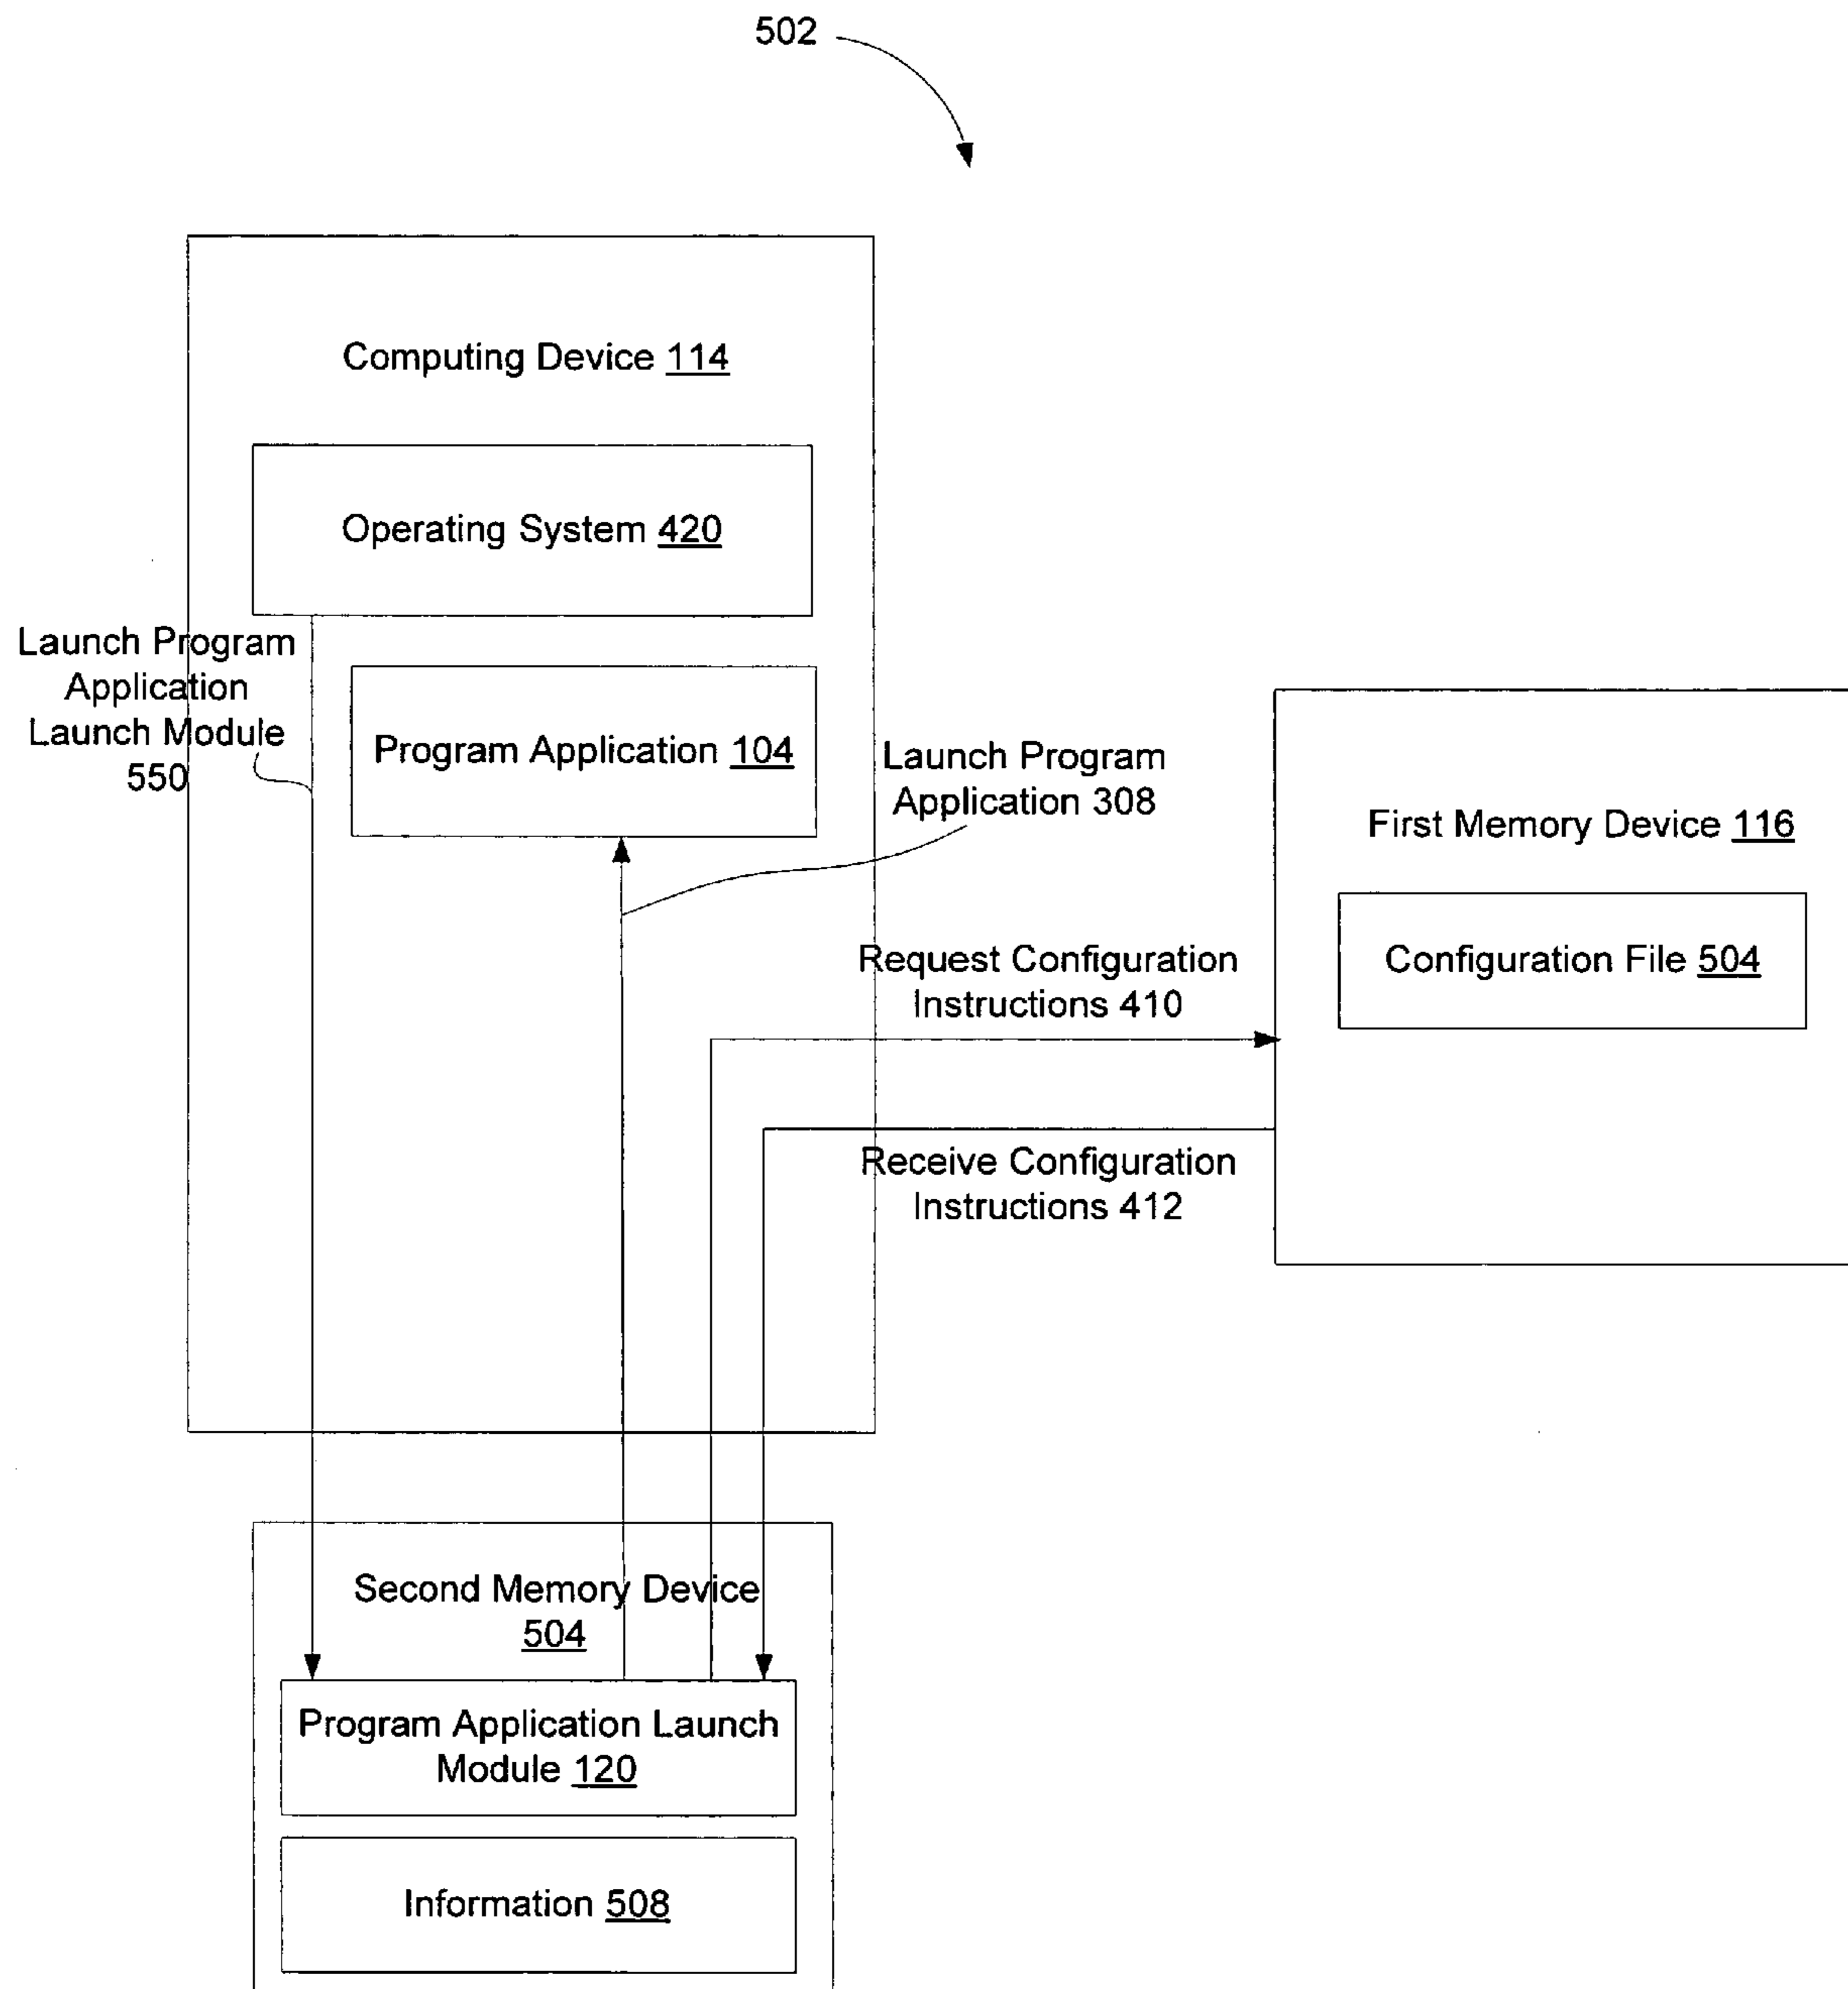 502
Computing Device 114
Operating System 420
Launch Program
Application
Launch Module
550
Program Application 104
Launch Program
Application 308
First Memory Device 116
Configuration File 504
Request Configuration
Instructions 410
Receive Configuration
Instructions 412
Second Memory Device
504
Program Application Launch
Module 120
Information 508